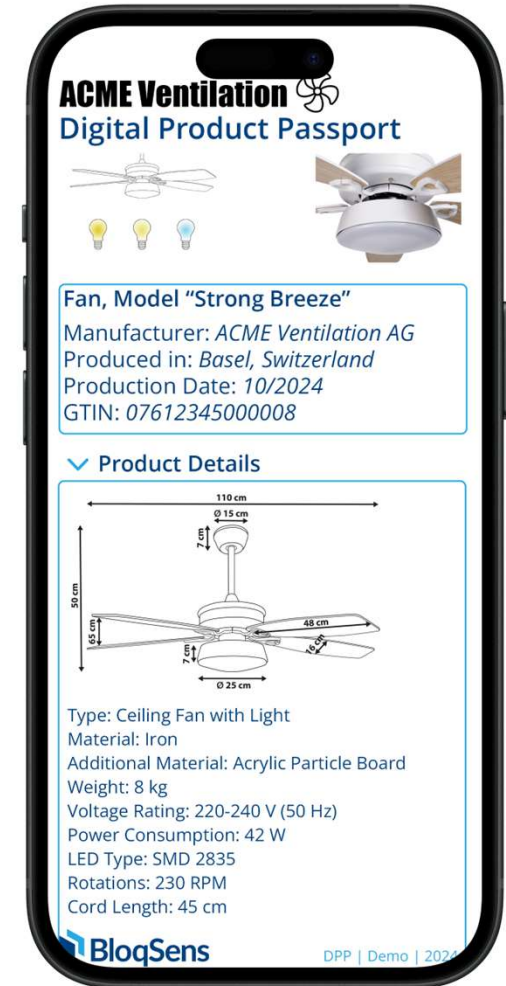 ACME Ventilation
Digital Product Passport
Fan, Model “Strong Breeze”
Manufacturer: ACME Ventilation AG
Produced in: Basel, Switzerland
Production Date: 10/2024
GTIN: 07612345000008
Product Details
110 cm
Ø 15 cm
7 cm
50 cm
65 cm
48 cm
16 cm
7 cm
Ø 25 cm
Type: Ceiling Fan with Light
Material: Iron
Additional Material: Acrylic Particle Board
Weight: 8 kg
Voltage Rating: 220-240 V (50 Hz)
Power Consumption: 42 W
LED Type: SMD 2835
Rotations: 230 RPM
Cord Length: 45 cm
BloqSens
DPP | Demo | 2024